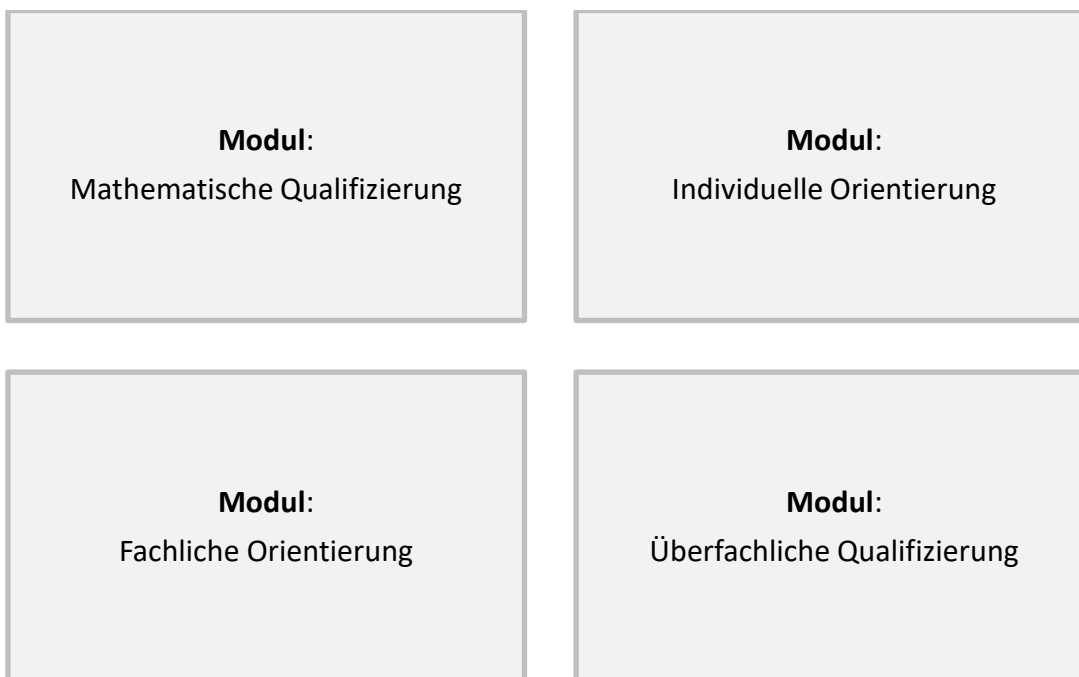 Modul:
Mathematische Qualifizierung
Modul:
Individuelle Orientierung
Modul:
Fachliche Orientierung
Modul:
Überfachliche Qualifizierung